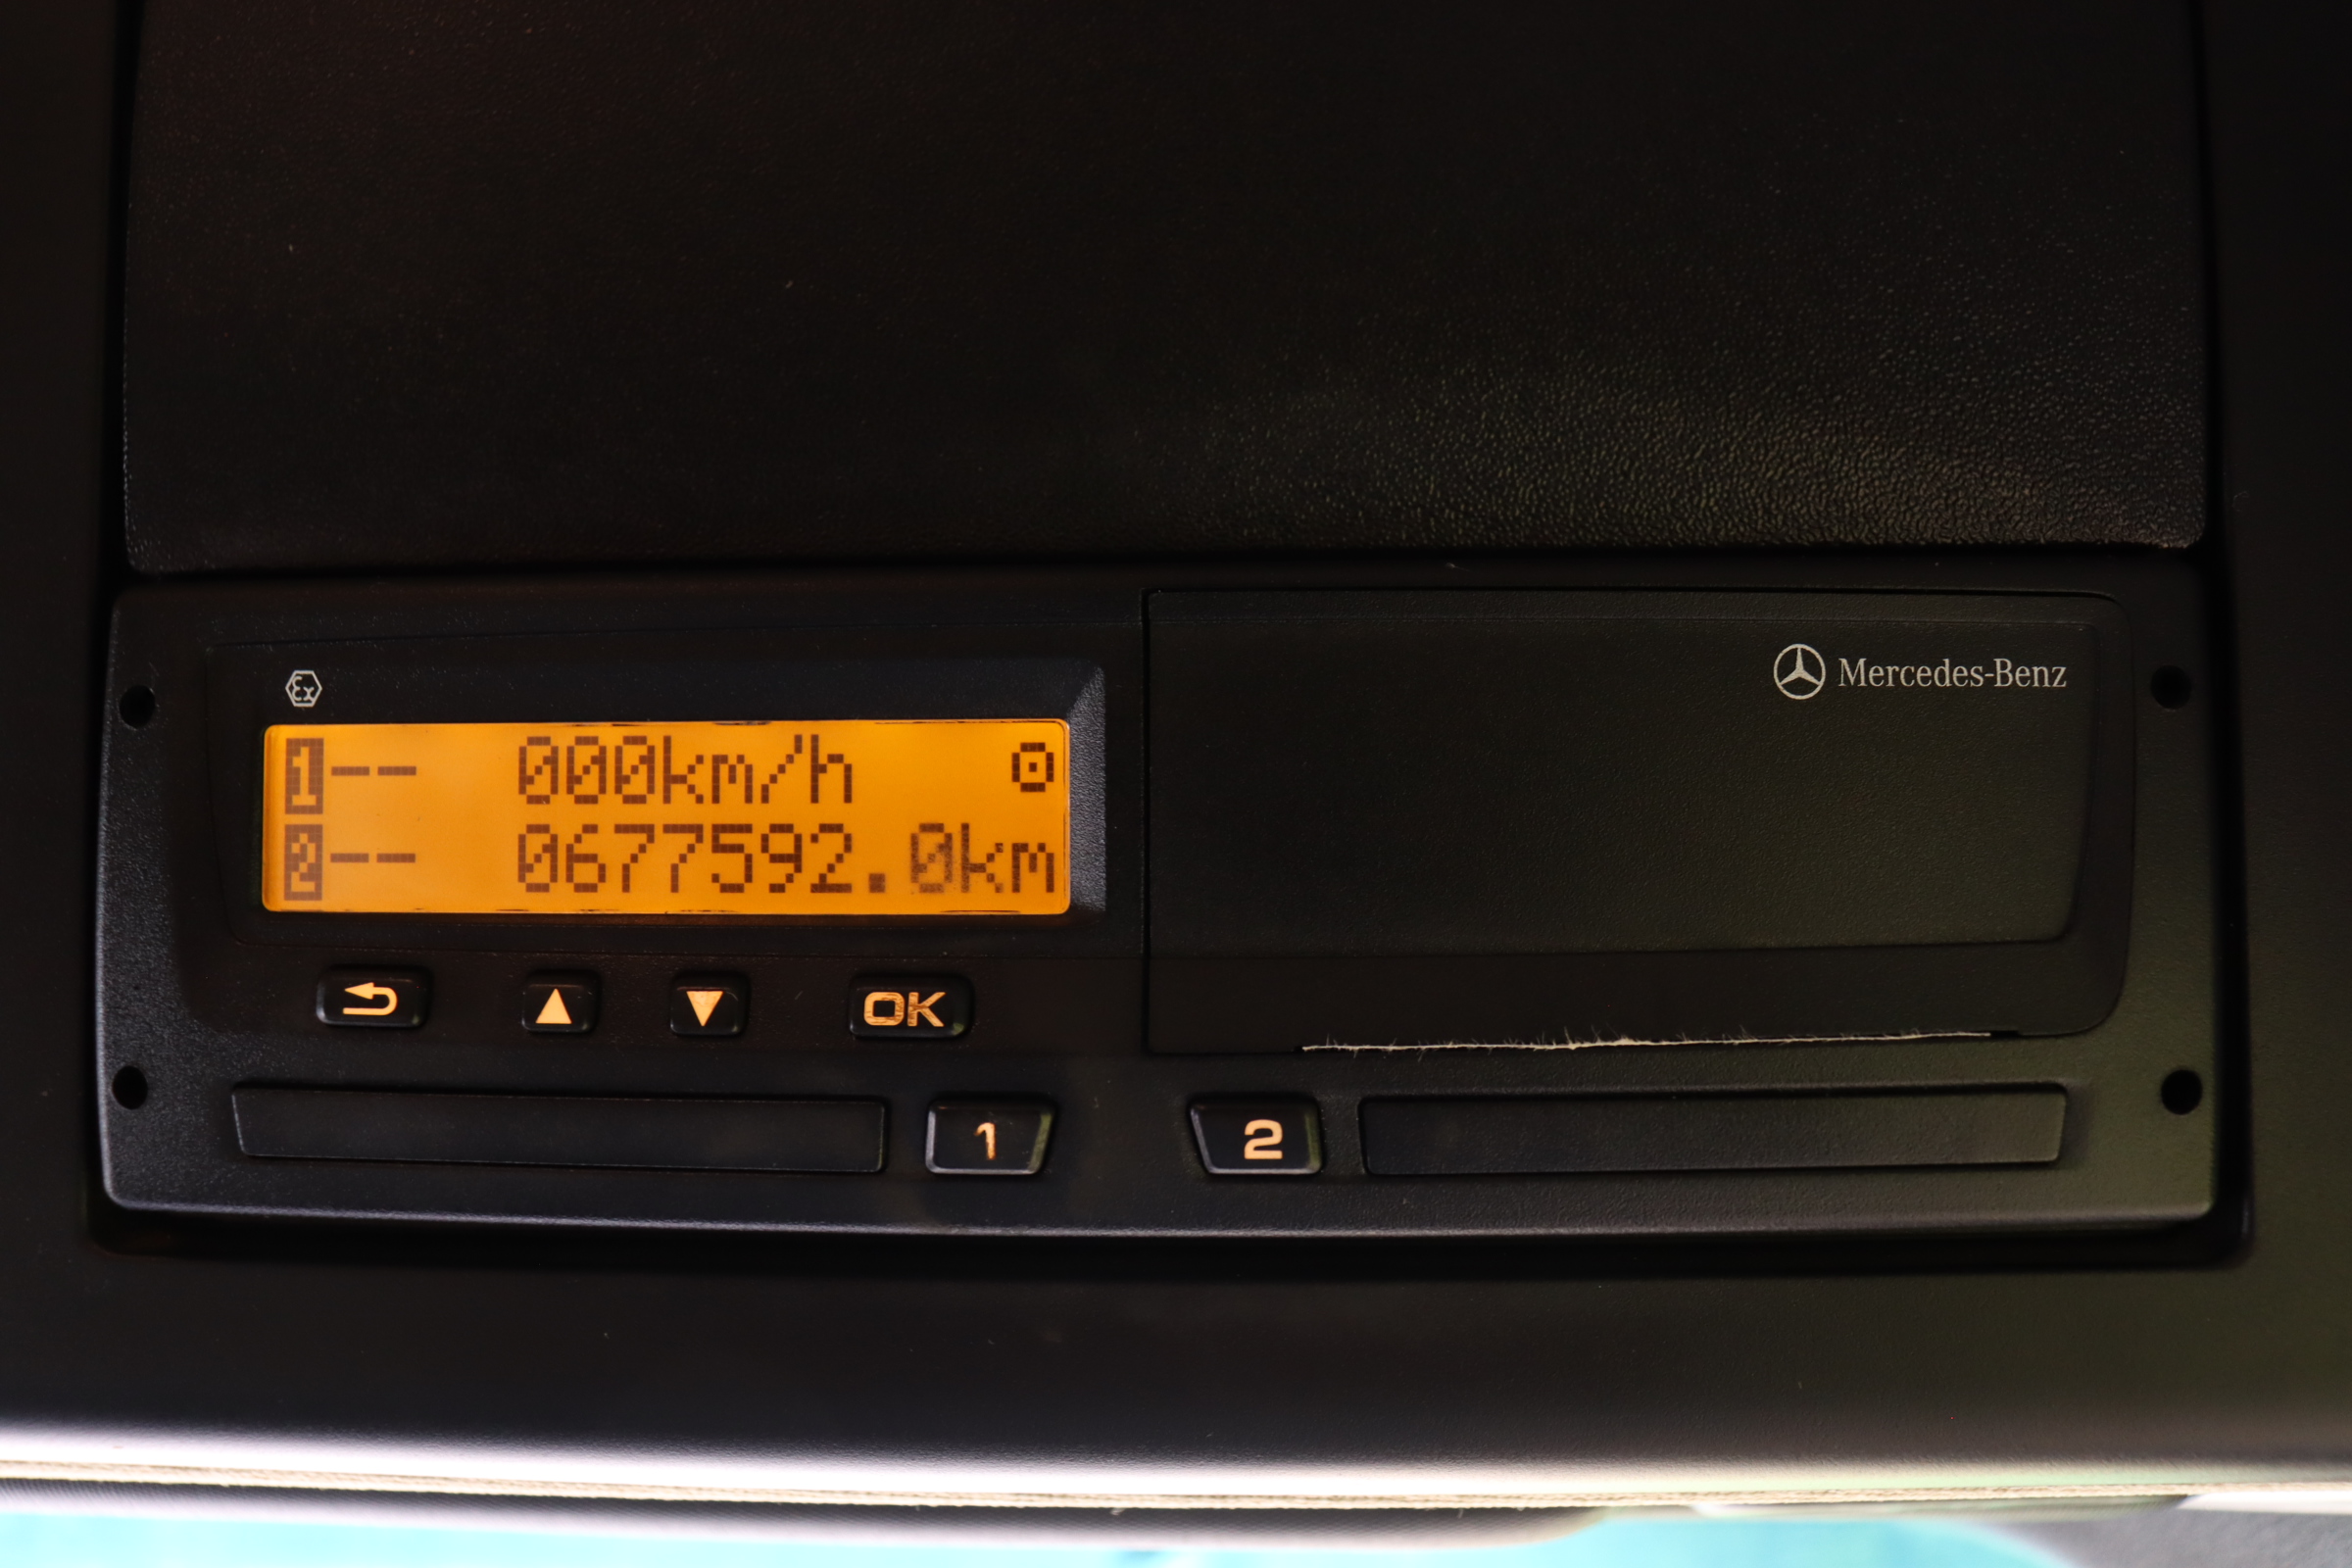 Ex
Mercedes-Benz
1-- 000km/h
2-- 0677592.0km
OK
1
2